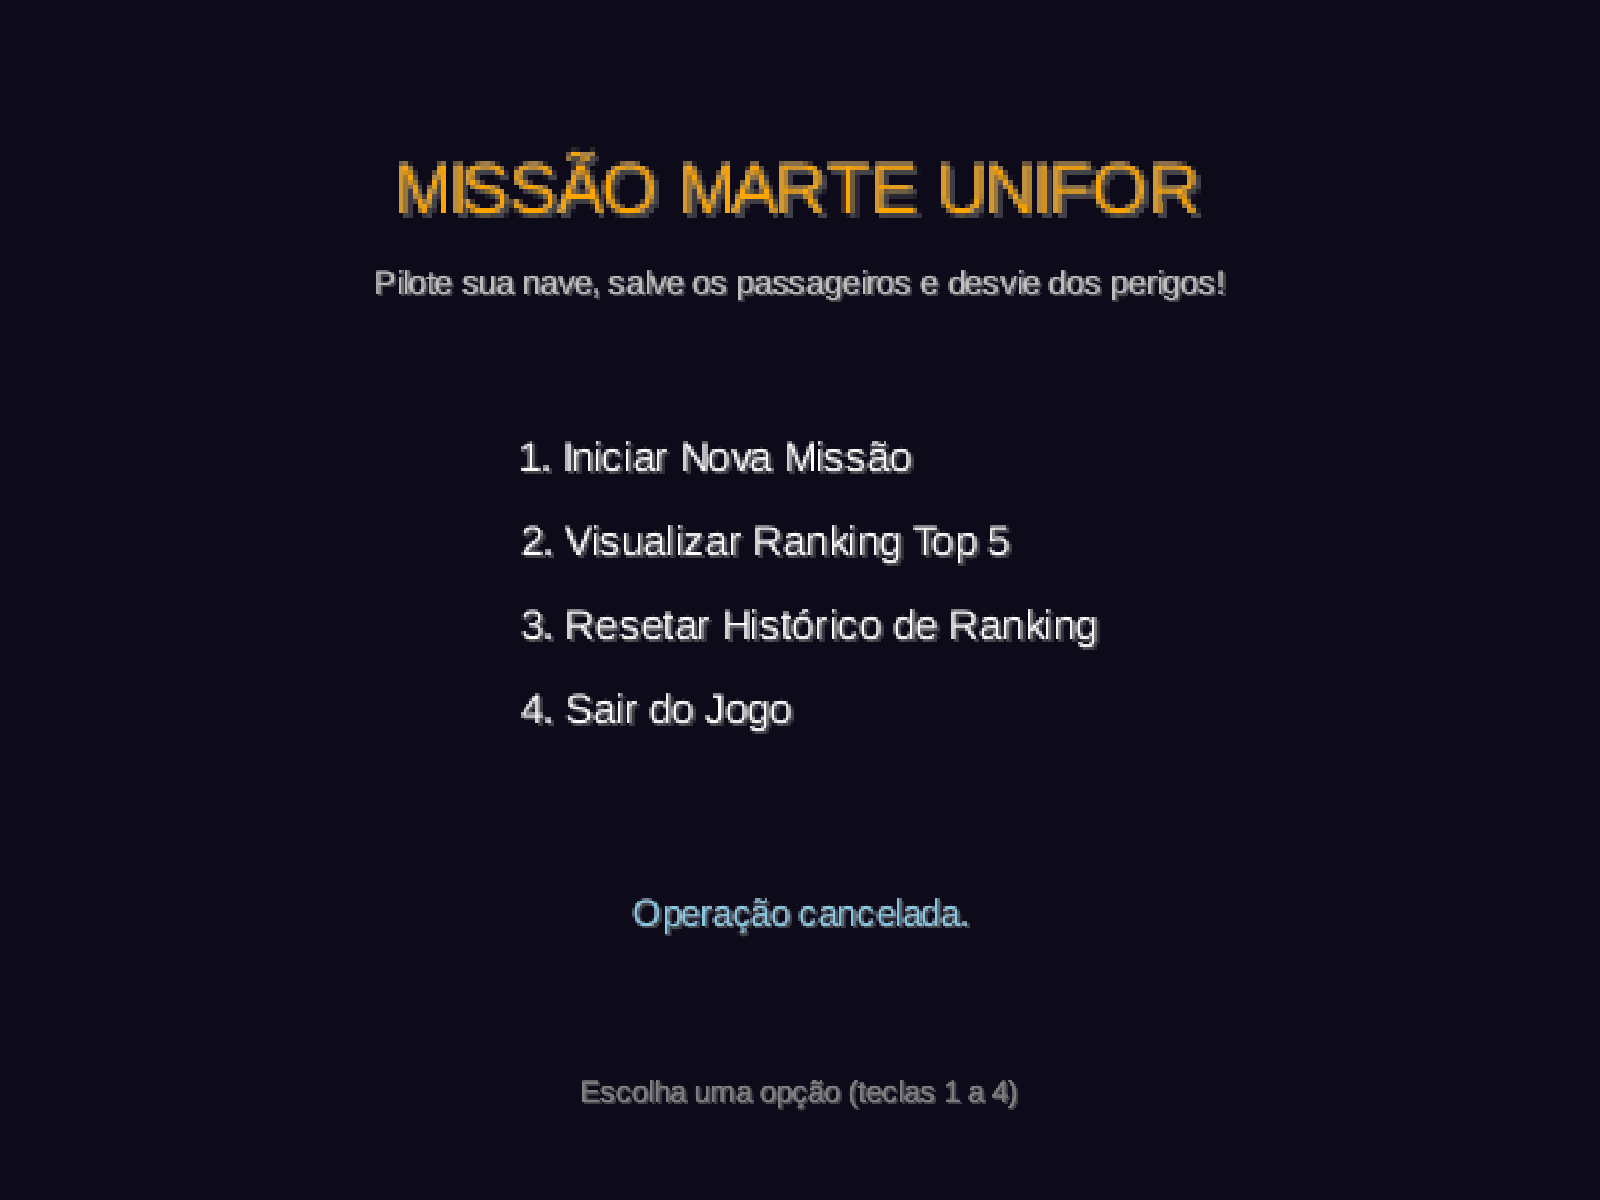 MISSÃO MARTE UNIFOR
Pilote sua nave, salve os passageiros e desvie dos perigos!
1. Iniciar Nova Missão
2. Visualizar Ranking Top 5
3. Resetar Histórico de Ranking
4. Sair do Jogo
Operação cancelada.
Escolha uma opção (teclas 1 a 4)